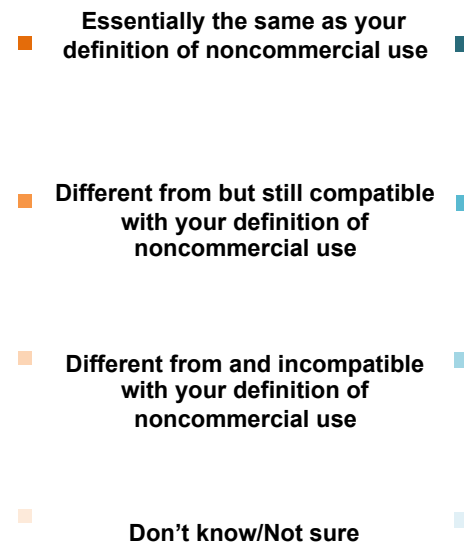 Essentially the same as your
definition of noncommercial use
Different from but still compatible
with your definition of
noncommercial use
Different from and incompatible
with your definition of
noncommercial use
Don’t know/Not sure